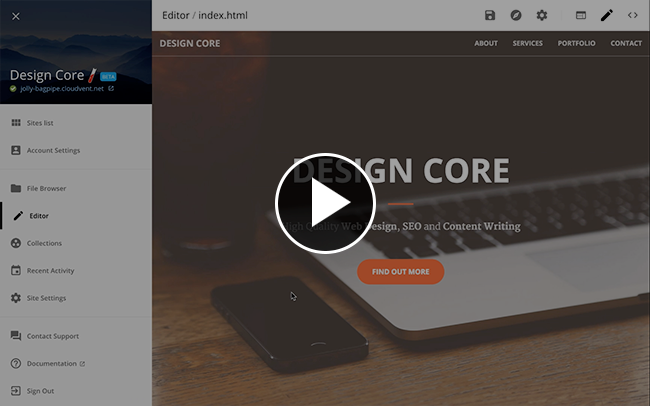 Editor / index.html
Design Core BETA
jolly-bagpipe.cloudvent.net
Sites list
Account Settings
File Browser
Editor
Collections
Recent Activity
Site Settings
Contact Support
Documentation
Sign Out
DESIGN CORE
ABOUT SERVICES PORTFOLIO CONTACT
DESIGN CORE
High Quality Web Design, SEO and Content Writing
FIND OUT MORE